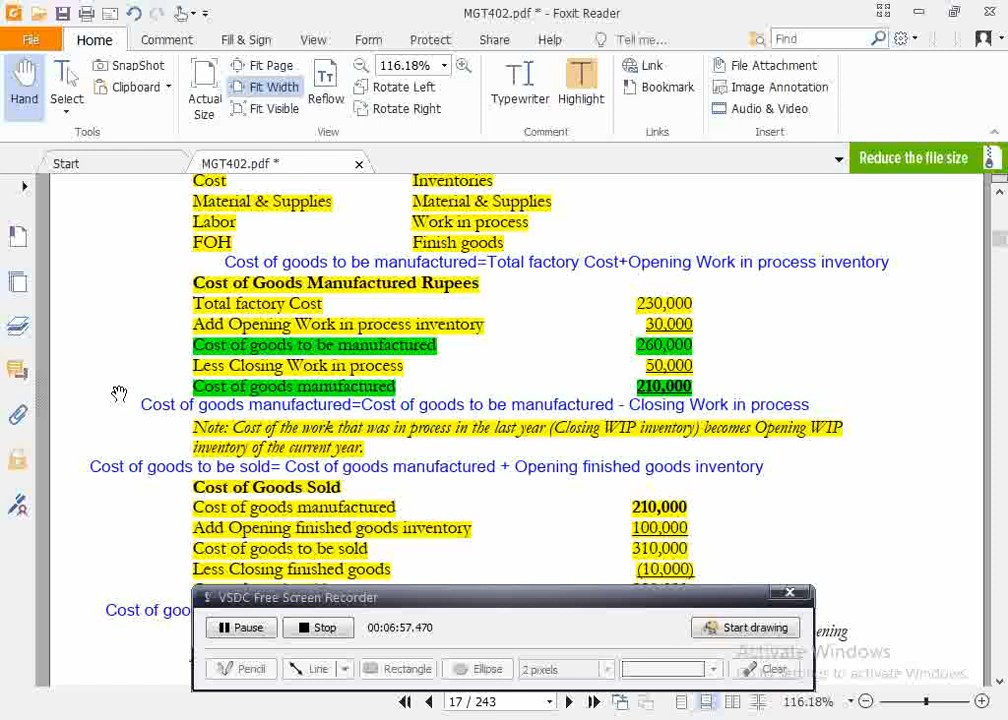 MGT402.pdf * - Foxit Reader
File Home Comment Fill & Sign View Form Protect Share Help Tell me... Find
Hand Select SnapShot Clipboard Actual Size Fit Page Fit Width Fit Visible Reflow 116.18% Rotate Left Rotate Right Typewriter Highlight Link Bookmark File Attachment Image Annotation Audio & Video
Tools View Comment Links Insert
Start MGT402.pdf * Reduce the file size
Cost Inventories
Material & Supplies Material & Supplies
Labor Work in process
FOH Finish goods
Cost of goods to be manufactured=Total factory Cost+Opening Work in process inventory
Cost of Goods Manufactured Rupees
Total factory Cost 230,000
Add Opening Work in process inventory 30,000
Cost of goods to be manufactured 260,000
Less Closing Work in process 50,000
Cost of goods manufactured 210,000
Cost of goods manufactured=Cost of goods to be manufactured - Closing Work in process
Note: Cost of the work that was in process in the last year (Closing WIP inventory) becomes Opening WIP
inventory of the current year.
Cost of goods to be sold= Cost of goods manufactured + Opening finished goods inventory
Cost of Goods Sold
Cost of goods manufactured 210,000
Add Opening finished goods inventory 100,000
Cost of goods to be sold 310,000
Less Closing finished goods (10,000)
Cost of go
VSDC Free Screen Recorder
Pause Stop 00:06:57,470 Start drawing
ening
Activate Windows
Pencil Line Rectangle Ellipse 2 pixels Clear
to activate Windows.
17 / 243 116.18%